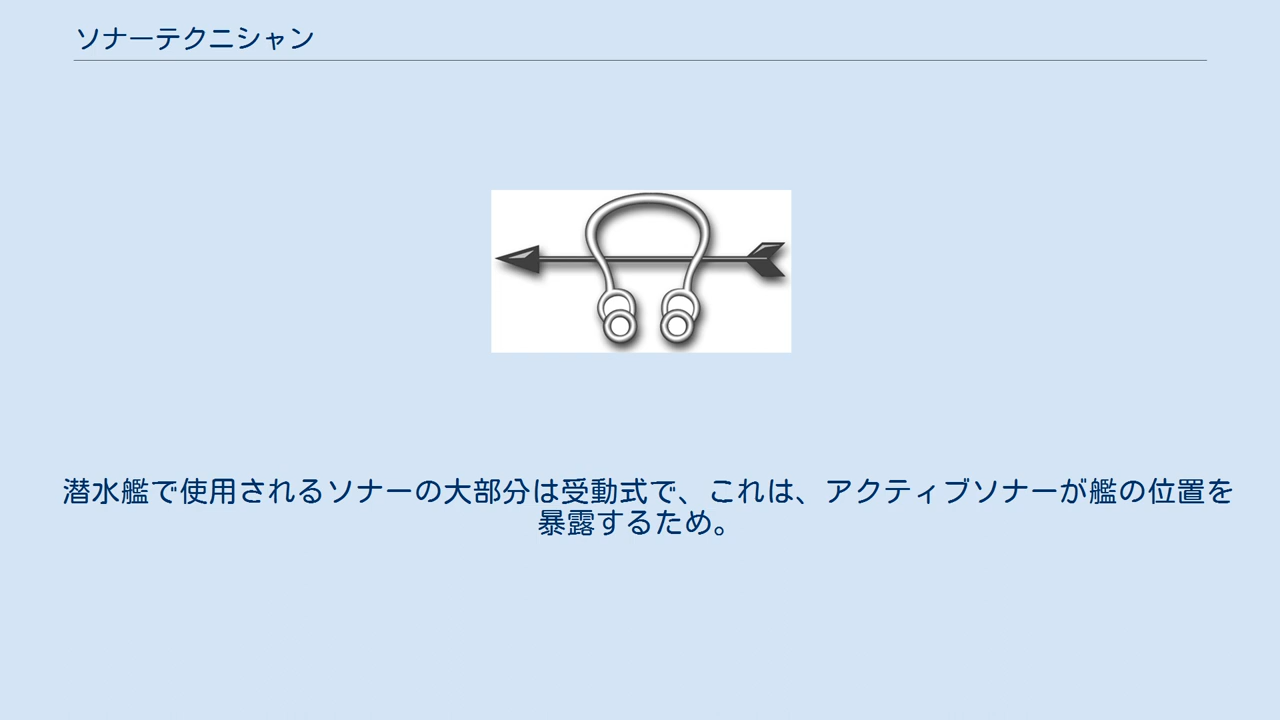 ソナーテクニシャン
潜水艦で使用されるソナーの大部分は受動式で、これは、アクティブソナーが艦の位置を
暴露するため。